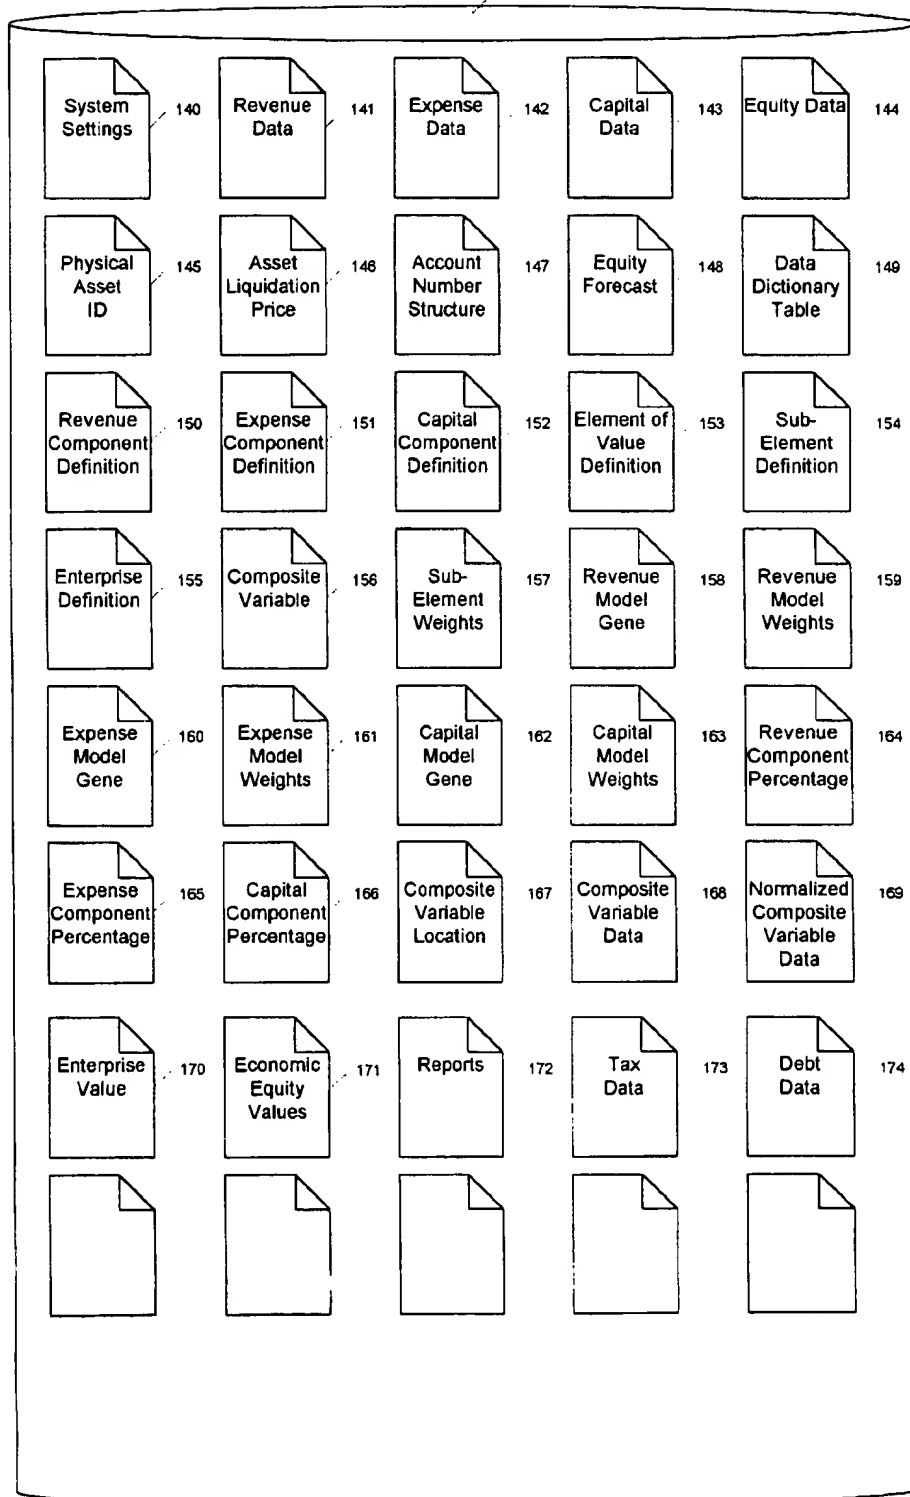 System
Settings
140
Revenue
Data
141
Expense
Data
142
Capital
Data
143
Equity Data
144
Physical
Asset
ID
145
Asset
Liquidation
Price
146
Account
Number
Structure
147
Equity
Forecast
148
Data
Dictionary
Table
149
Revenue
Component
Definition
150
Expense
Component
Definition
151
Capital
Component
Definition
152
Element of
Value
Definition
153
Sub-
Element
Definition
154
Enterprise
Definition
155
Composite
Variable
156
Sub-
Element
Weights
157
Revenue
Model
Gene
158
Revenue
Model
Weights
159
Expense
Model
Gene
160
Expense
Model
Weights
161
Capital
Model
Gene
162
Capital
Model
Weights
163
Revenue
Component
Percentage
164
Expense
Component
Percentage
165
Capital
Component
Percentage
166
Composite
Variable
Location
167
Composite
Variable
Data
168
Normalized
Composite
Variable
Data
169
Enterprise
Value
170
Economic
Equity
Values
171
Reports
172
Tax
Data
173
Debt
Data
174